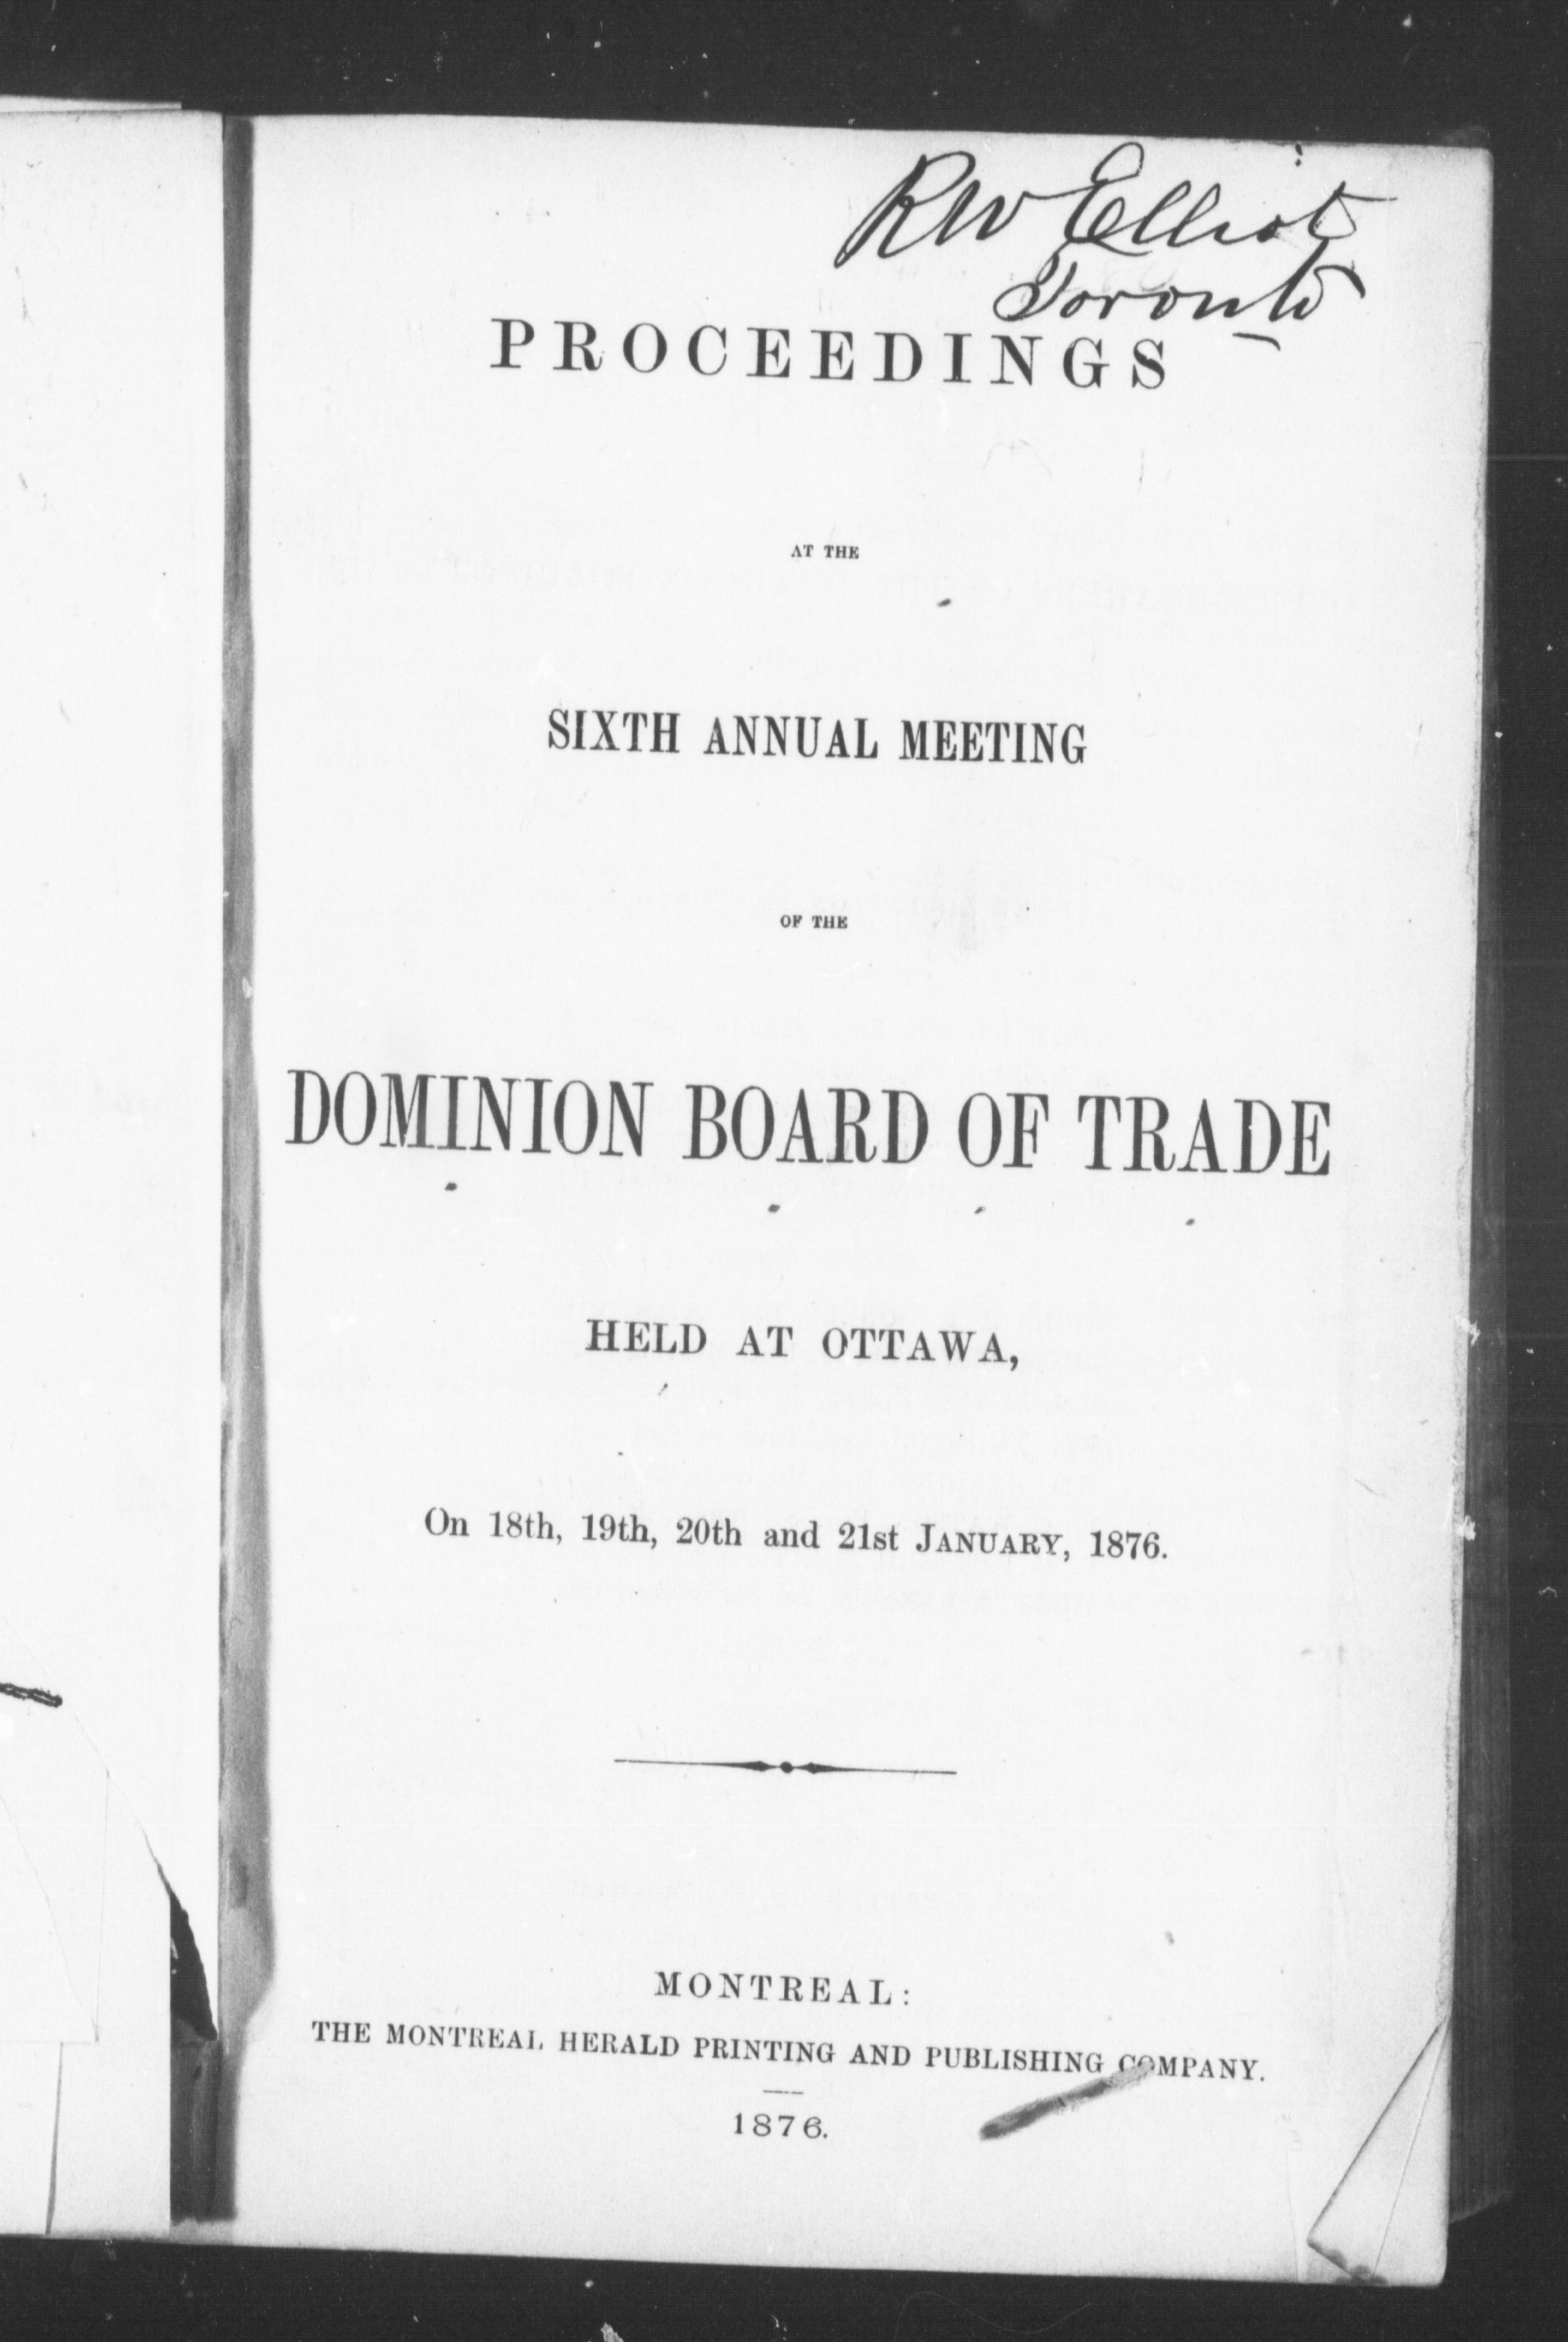 RW Elliot
Toronto
PROCEEDINGS
AT THE
SIXTH ANNUAL MEETING
OF THE
DOMINION BOARD OF TRADE
HELD AT OTTAWA,
On 18th, 19th, 20th and 21st JANUARY, 1876.
MONTREAL:
THE MONTREAL HERALD PRINTING AND PUBLISHING COMPANY.
1876.